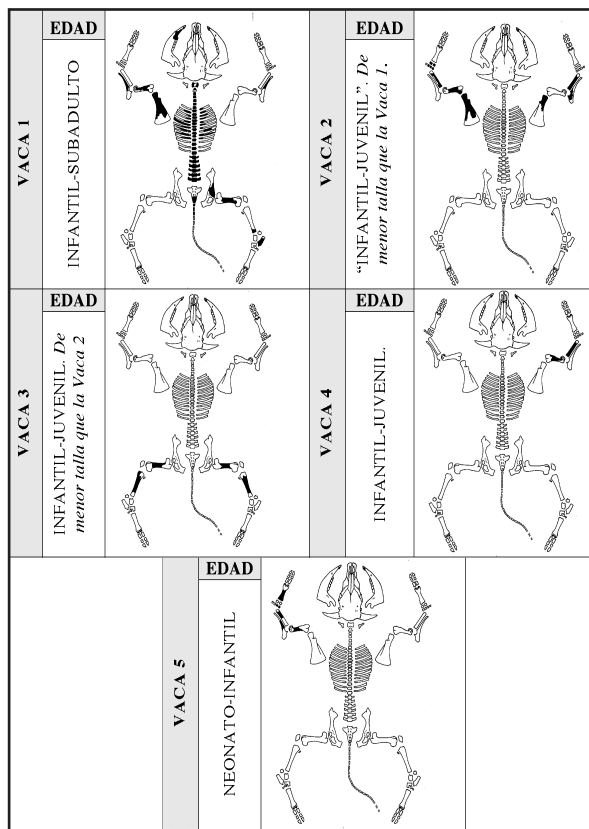 VACA 1
EDAD
INFANTIL-SUBADULTO
VACA 2
EDAD
“INFANTIL-JUVENIL”. De
menor talla que la Vaca 1.
VACA 3
EDAD
INFANTIL-JUVENIL. De
menor talla que la Vaca 2
VACA 4
EDAD
INFANTIL-JUVENIL.
VACA 5
EDAD
NEONATO-INFANTIL